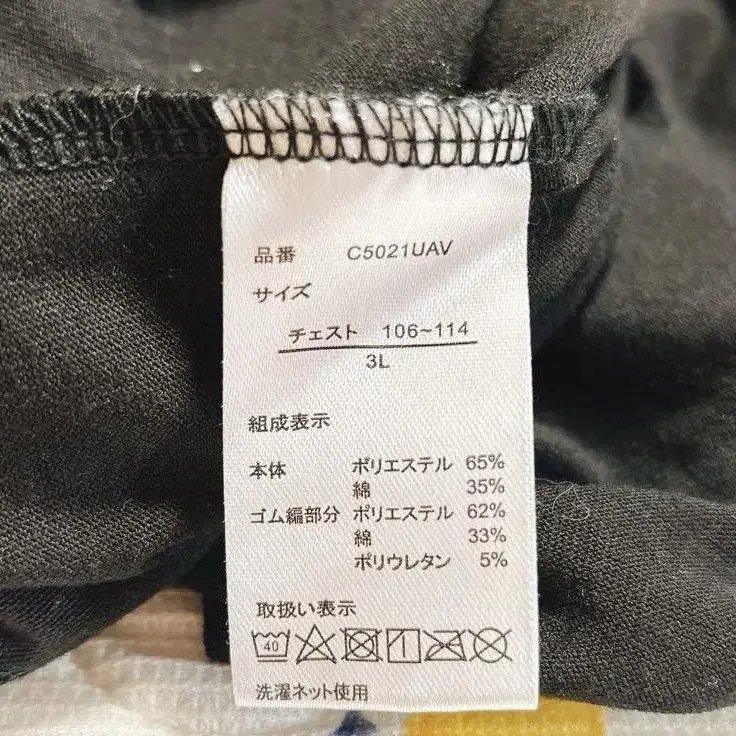 品番 C5021UAV
サイズ
チェスト 106~114
3L
組成表示
本体 ポリエステル 65%
綿 35%
ゴム編部分 ポリエステル 62%
綿 33%
ポリウレタン 5%
取扱い表示
40
洗濯ネット使用